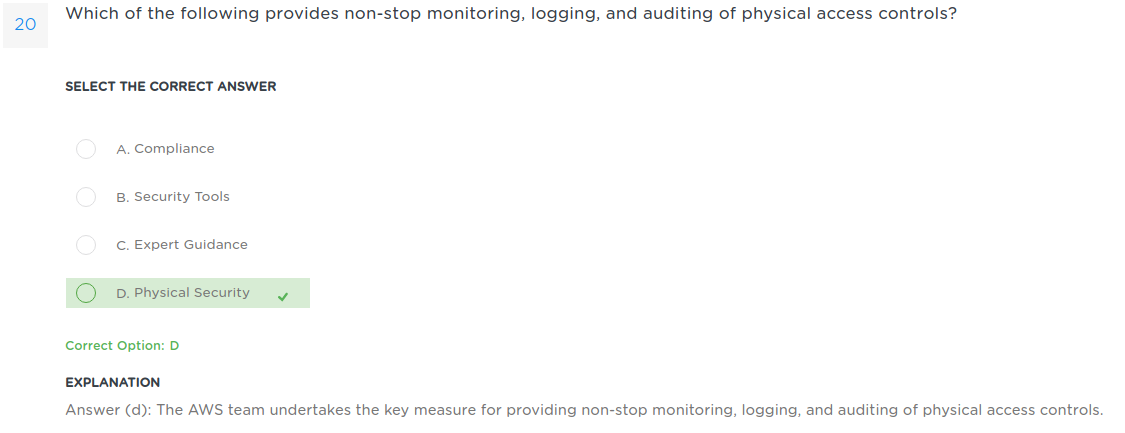 20
Which of the following provides non-stop monitoring, logging, and auditing of physical access controls?
SELECT THE CORRECT ANSWER
A. Compliance
B. Security Tools
C. Expert Guidance
D. Physical Security
Correct Option: D
EXPLANATION
Answer (d): The AWS team undertakes the key measure for providing non-stop monitoring, logging, and auditing of physical access controls.